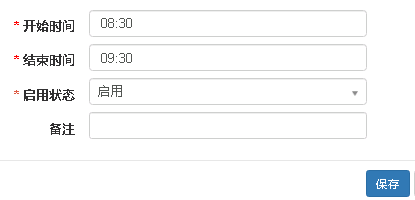 * 开始时间 08:30
* 结束时间 09:30
* 启用状态 启用
备注
保存